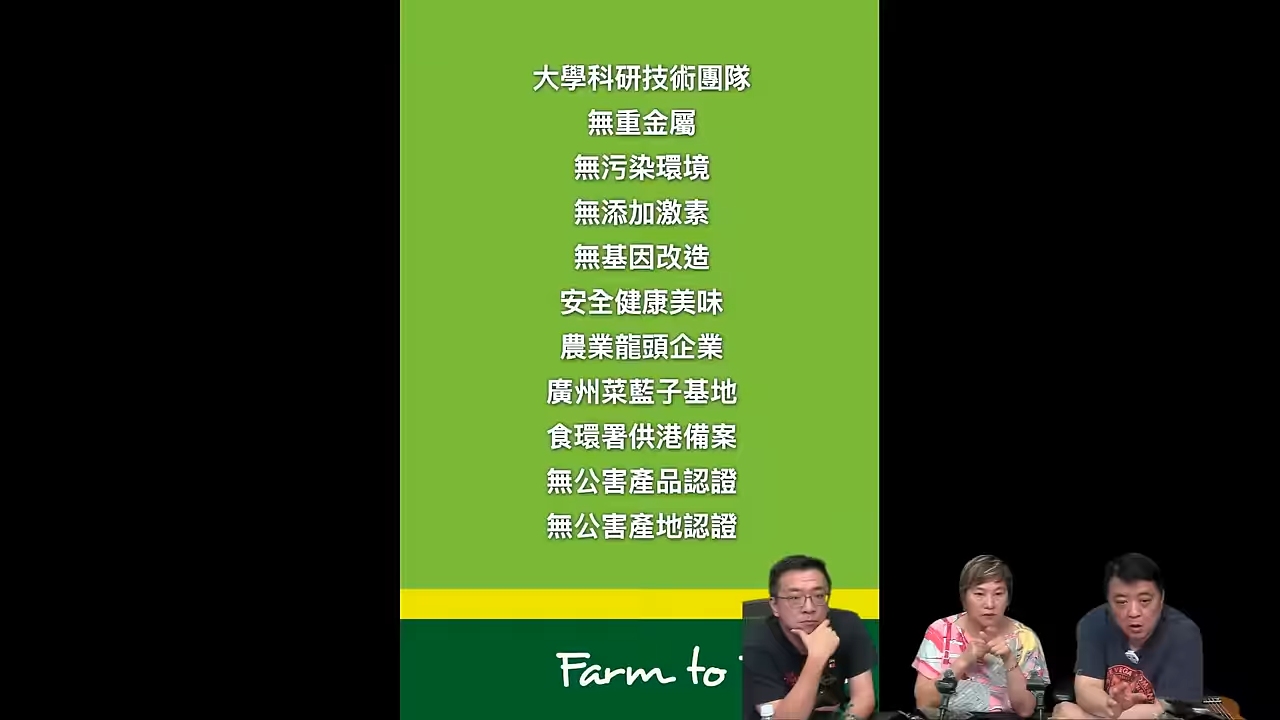 大學科研技術團隊
無重金屬
無污染環境
無添加激素
無基因改造
安全健康美味
農業龍頭企業
廣州菜藍子基地
食環署供港備案
無公害產品認證
無公害產地認證
Farm to